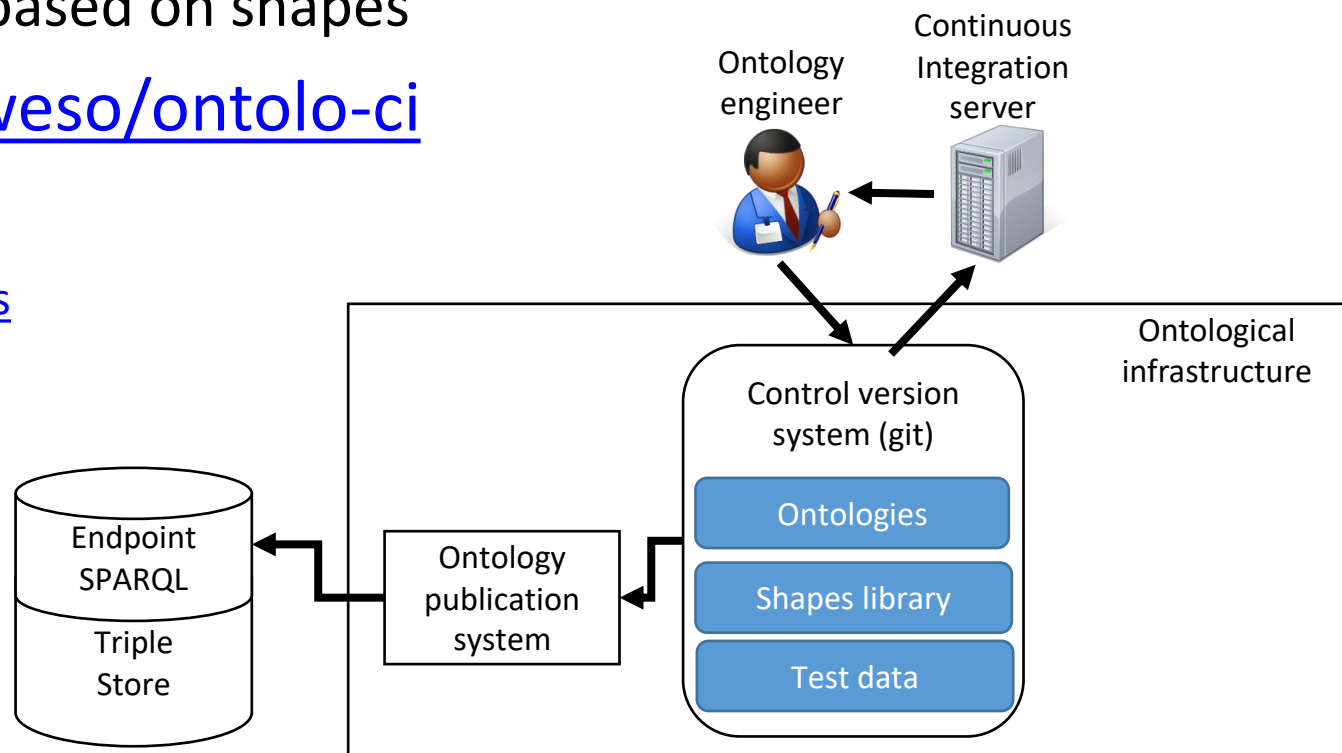 based on shapes
weso/ontolo-ci
s
Ontology
engineer
Continuous
Integration
server
Ontological
infrastructure
Control version
system (git)
Ontologies
Shapes library
Test data
Ontology
publication
system
Endpoint
SPARQL
Triple
Store